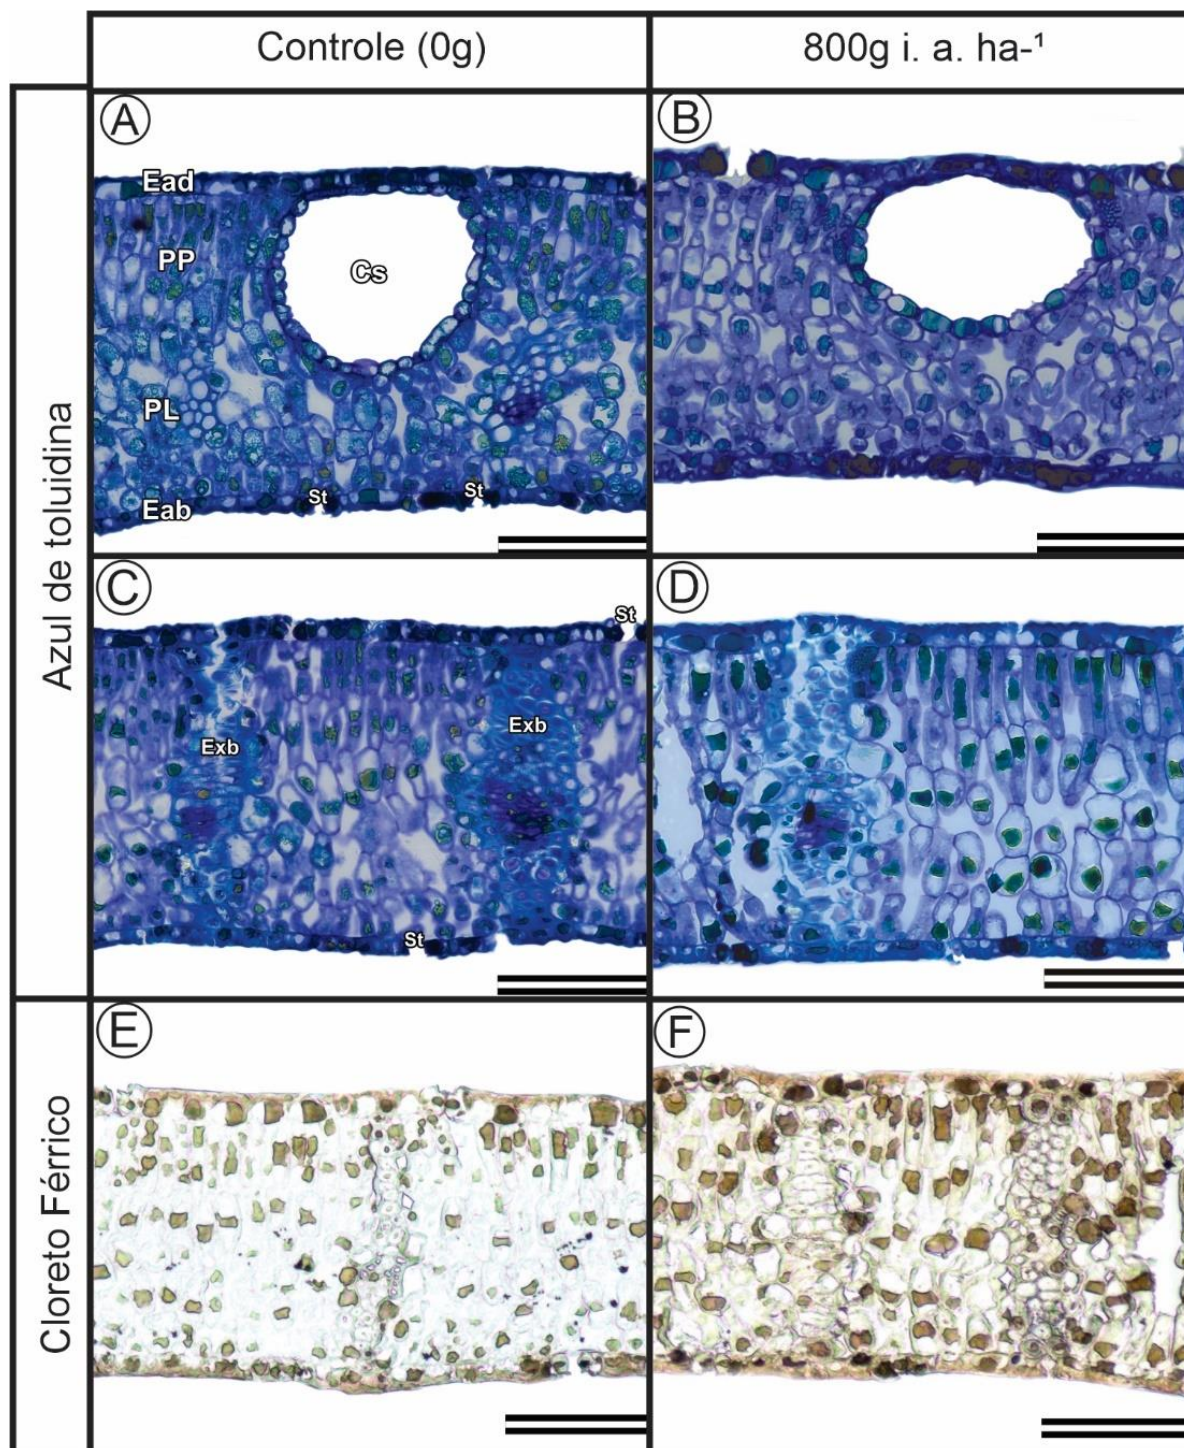 Controle (0g)
800g i. a. ha-¹
Azul de toluidina
A
Ead
PP
Cs
PL
Eab
St
St
B
C
St
Exb
Exb
St
D
Cloreto Férrico
E
F